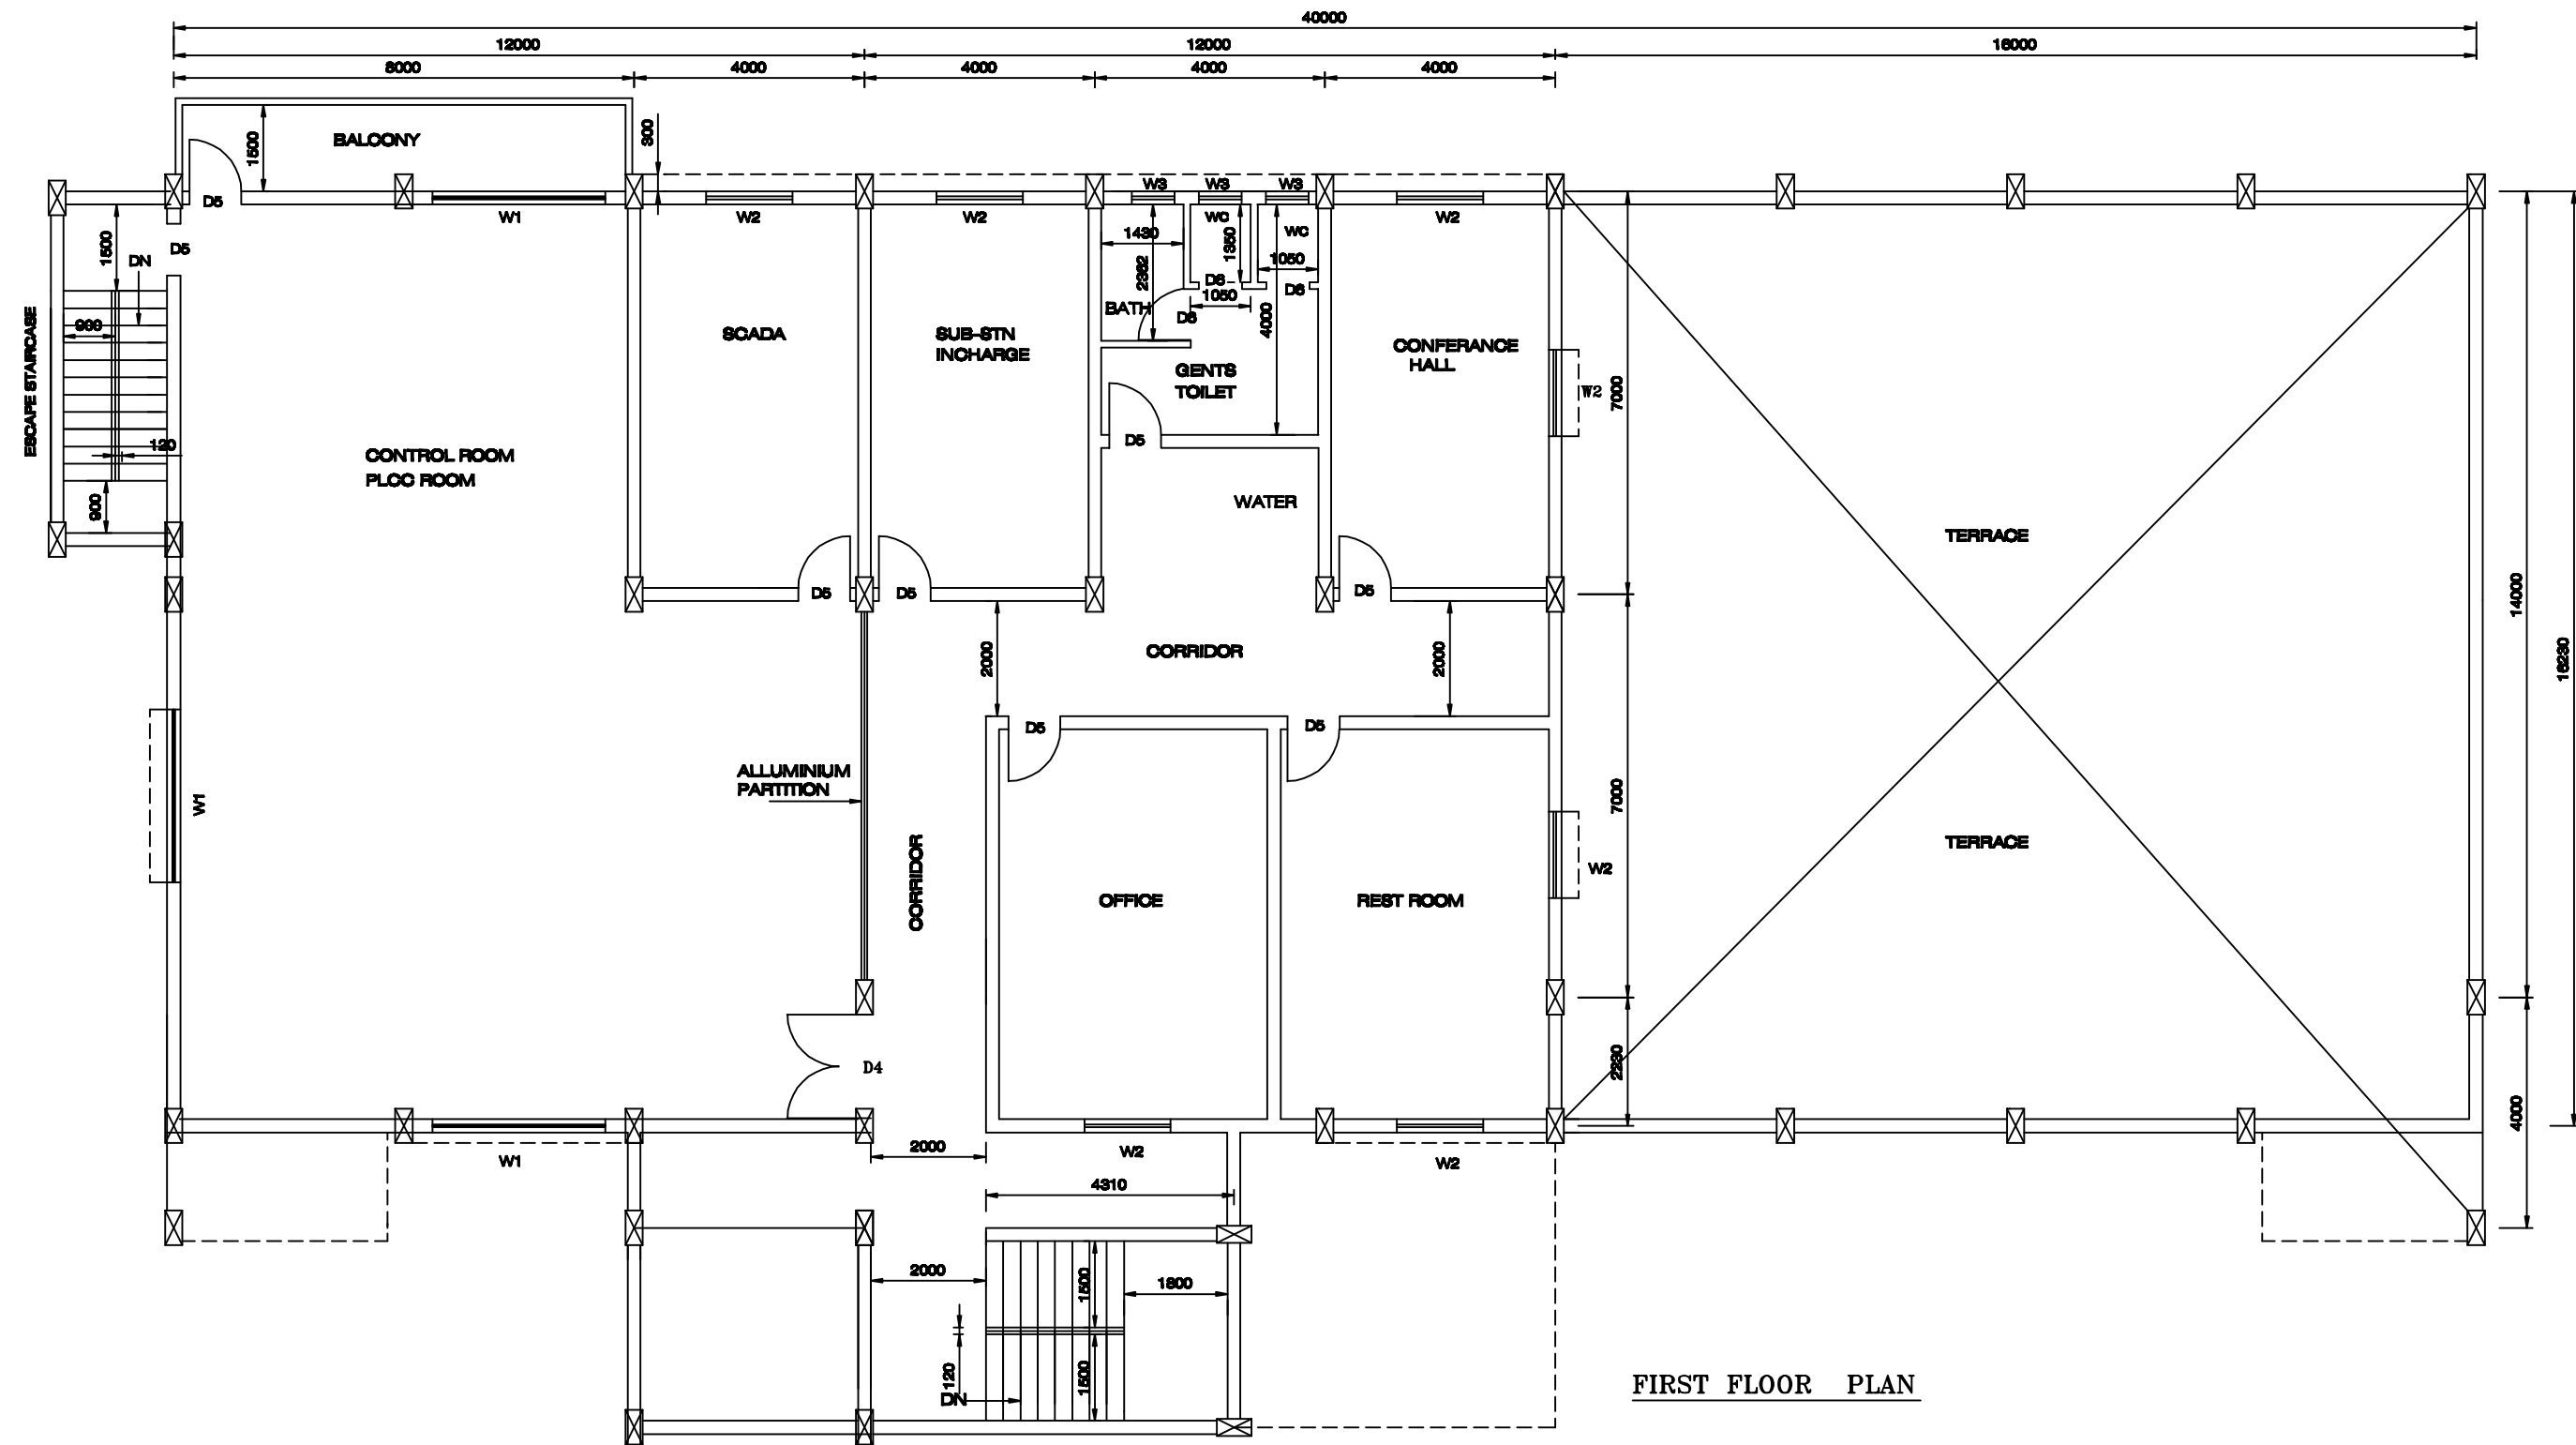 40000
12000
12000
16000
8000
4000
4000
4000
4000
BALCONY
1500
300
D5
W1
W2
W2
W3
W3
W3
W2
WC
WC
1430
1350
1050
2362
D6
D6
1050
BATH
D6
4000
D5
1500
DN
ESCAPE STAIRCASE
900
120
900
SCADA
SUB-STN
INCHARGE
GENTS
TOILET
D5
CONFERANCE
HALL
W2
7000
CONTROL ROOM
PLCC ROOM
WATER
TERRACE
D5
D5
D5
14000
16230
2000
CORRIDOR
2000
D5
D5
ALLUMINIUM
PARTITION
W1
7000
TERRACE
W2
CORRIDOR
OFFICE
REST ROOM
D4
2230
4000
W1
2000
W2
W2
4310
2000
1500
1800
120
1500
DN
FIRST FLOOR PLAN